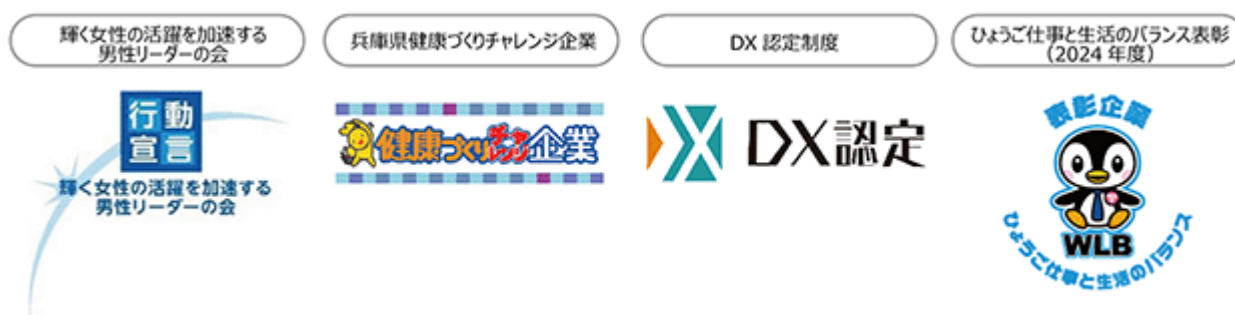 輝く女性の活躍を加速する
男性リーダーの会
兵庫県健康づくりチャレンジ企業
DX 認定制度
ひょうご仕事と生活のバランス表彰
(2024 年度)
行動
宣言
輝く女性の活躍を加速する
男性リーダーの会
健康づくりチャレンジ企業
DX認定
表彰企業
WLB
ひょうご仕事と生活のバランス